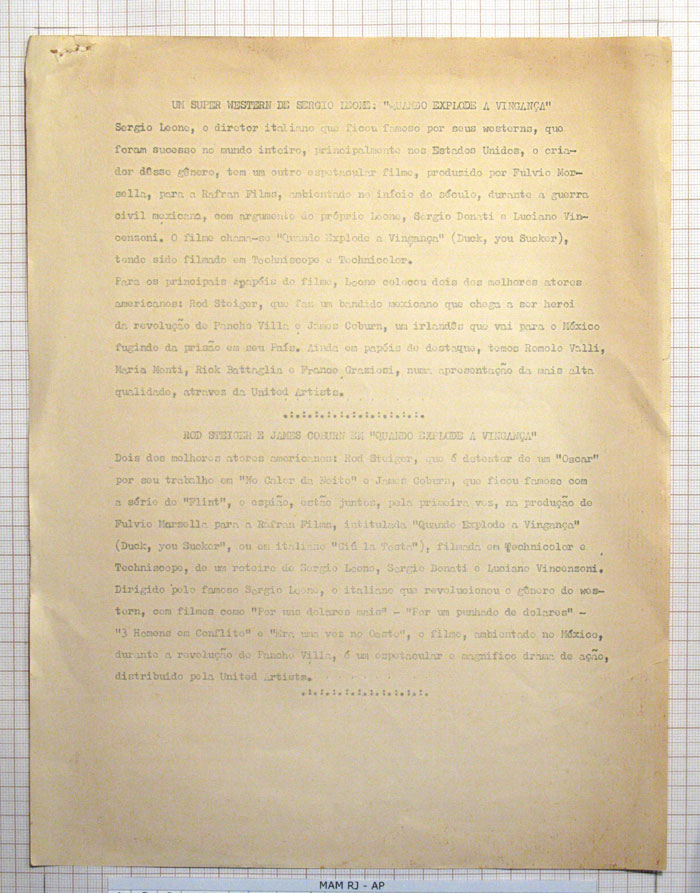 UM SUPER WESTERN DE SERGIO LEONE: "QUANDO EXPLODE A VINGANÇA"
Sergio Leone, o diretor italiano que ficou famoso por seus westerns, que
foram sucesso no mundo inteiro, principalmente nos Estados Unidos, o cria-
dor dêsse gênero, tem um outro espetacular filme, produzido por Fulvio Mor-
sella, para a Rafran Films, ambientado no início do século, durante a guerra
civil mexicana, com argumento do próprio Leone, Sergio Donati e Luciano Vin-
cenzoni. O filme chama-se "Quando Explode a Vingança" (Duck, you Sucker),
tendo sido filmado em Techniscope e Technicolor.
Para os principais papéis do filme, Leone colocou dois dos melhores atores
americanos: Rod Steiger, que faz um bandido mexicano que chega a ser heroi
da revolução de Pancho Villa e James Coburn, um irlandês que vai para o México
fugindo da prisão em seu País. Ainda em papéis de destaque, temos Romolo Valli,
Maria Monti, Rick Battaglia e Franco Graziosi, numa apresentação da mais alta
qualidade, atravez da United Artists.
.:.:.:.:.:.:.:.:.:.:.:.:.:.:.
ROD STEIGER E JAMES COBURN EM "QUANDO EXPLODE A VINGANÇA"
Dois dos melhores atores americanos: Rod Steiger, que é detentor de um "Oscar"
por seu trabalho em "No Calor da Noite" e James Coburn, que ficou famoso com
a série do "Flint", o espião, estão juntos, pela primeira vez, na produção de
Fulvio Morsella para a Rafran Films, intitulada "Quando Explode a Vingança"
(Duck, you Sucker", ou em italiano "Giú la Testa"), filmada em Technicolor e
Techniscope, de um roteiro de Sergio Leone, Sergio Donati e Luciano Vincenzoni.
Dirigido pelo famoso Sergio Leone, o italiano que revolucionou o gênero do wes-
tern, com filmes como "Por uns dolares mais" - "Por um punhado de dolares" -
"3 Homens em Conflito" e "Era uma vez no Oeste", o filme, ambientado no México,
durante a revolução de Pancho Villa, é um espetacular e magnifico drama de ação,
distribuido pela United Artists.
.:.:.:.:.:.:.:.:.:.:.:.:.:.
MAM RJ - AP